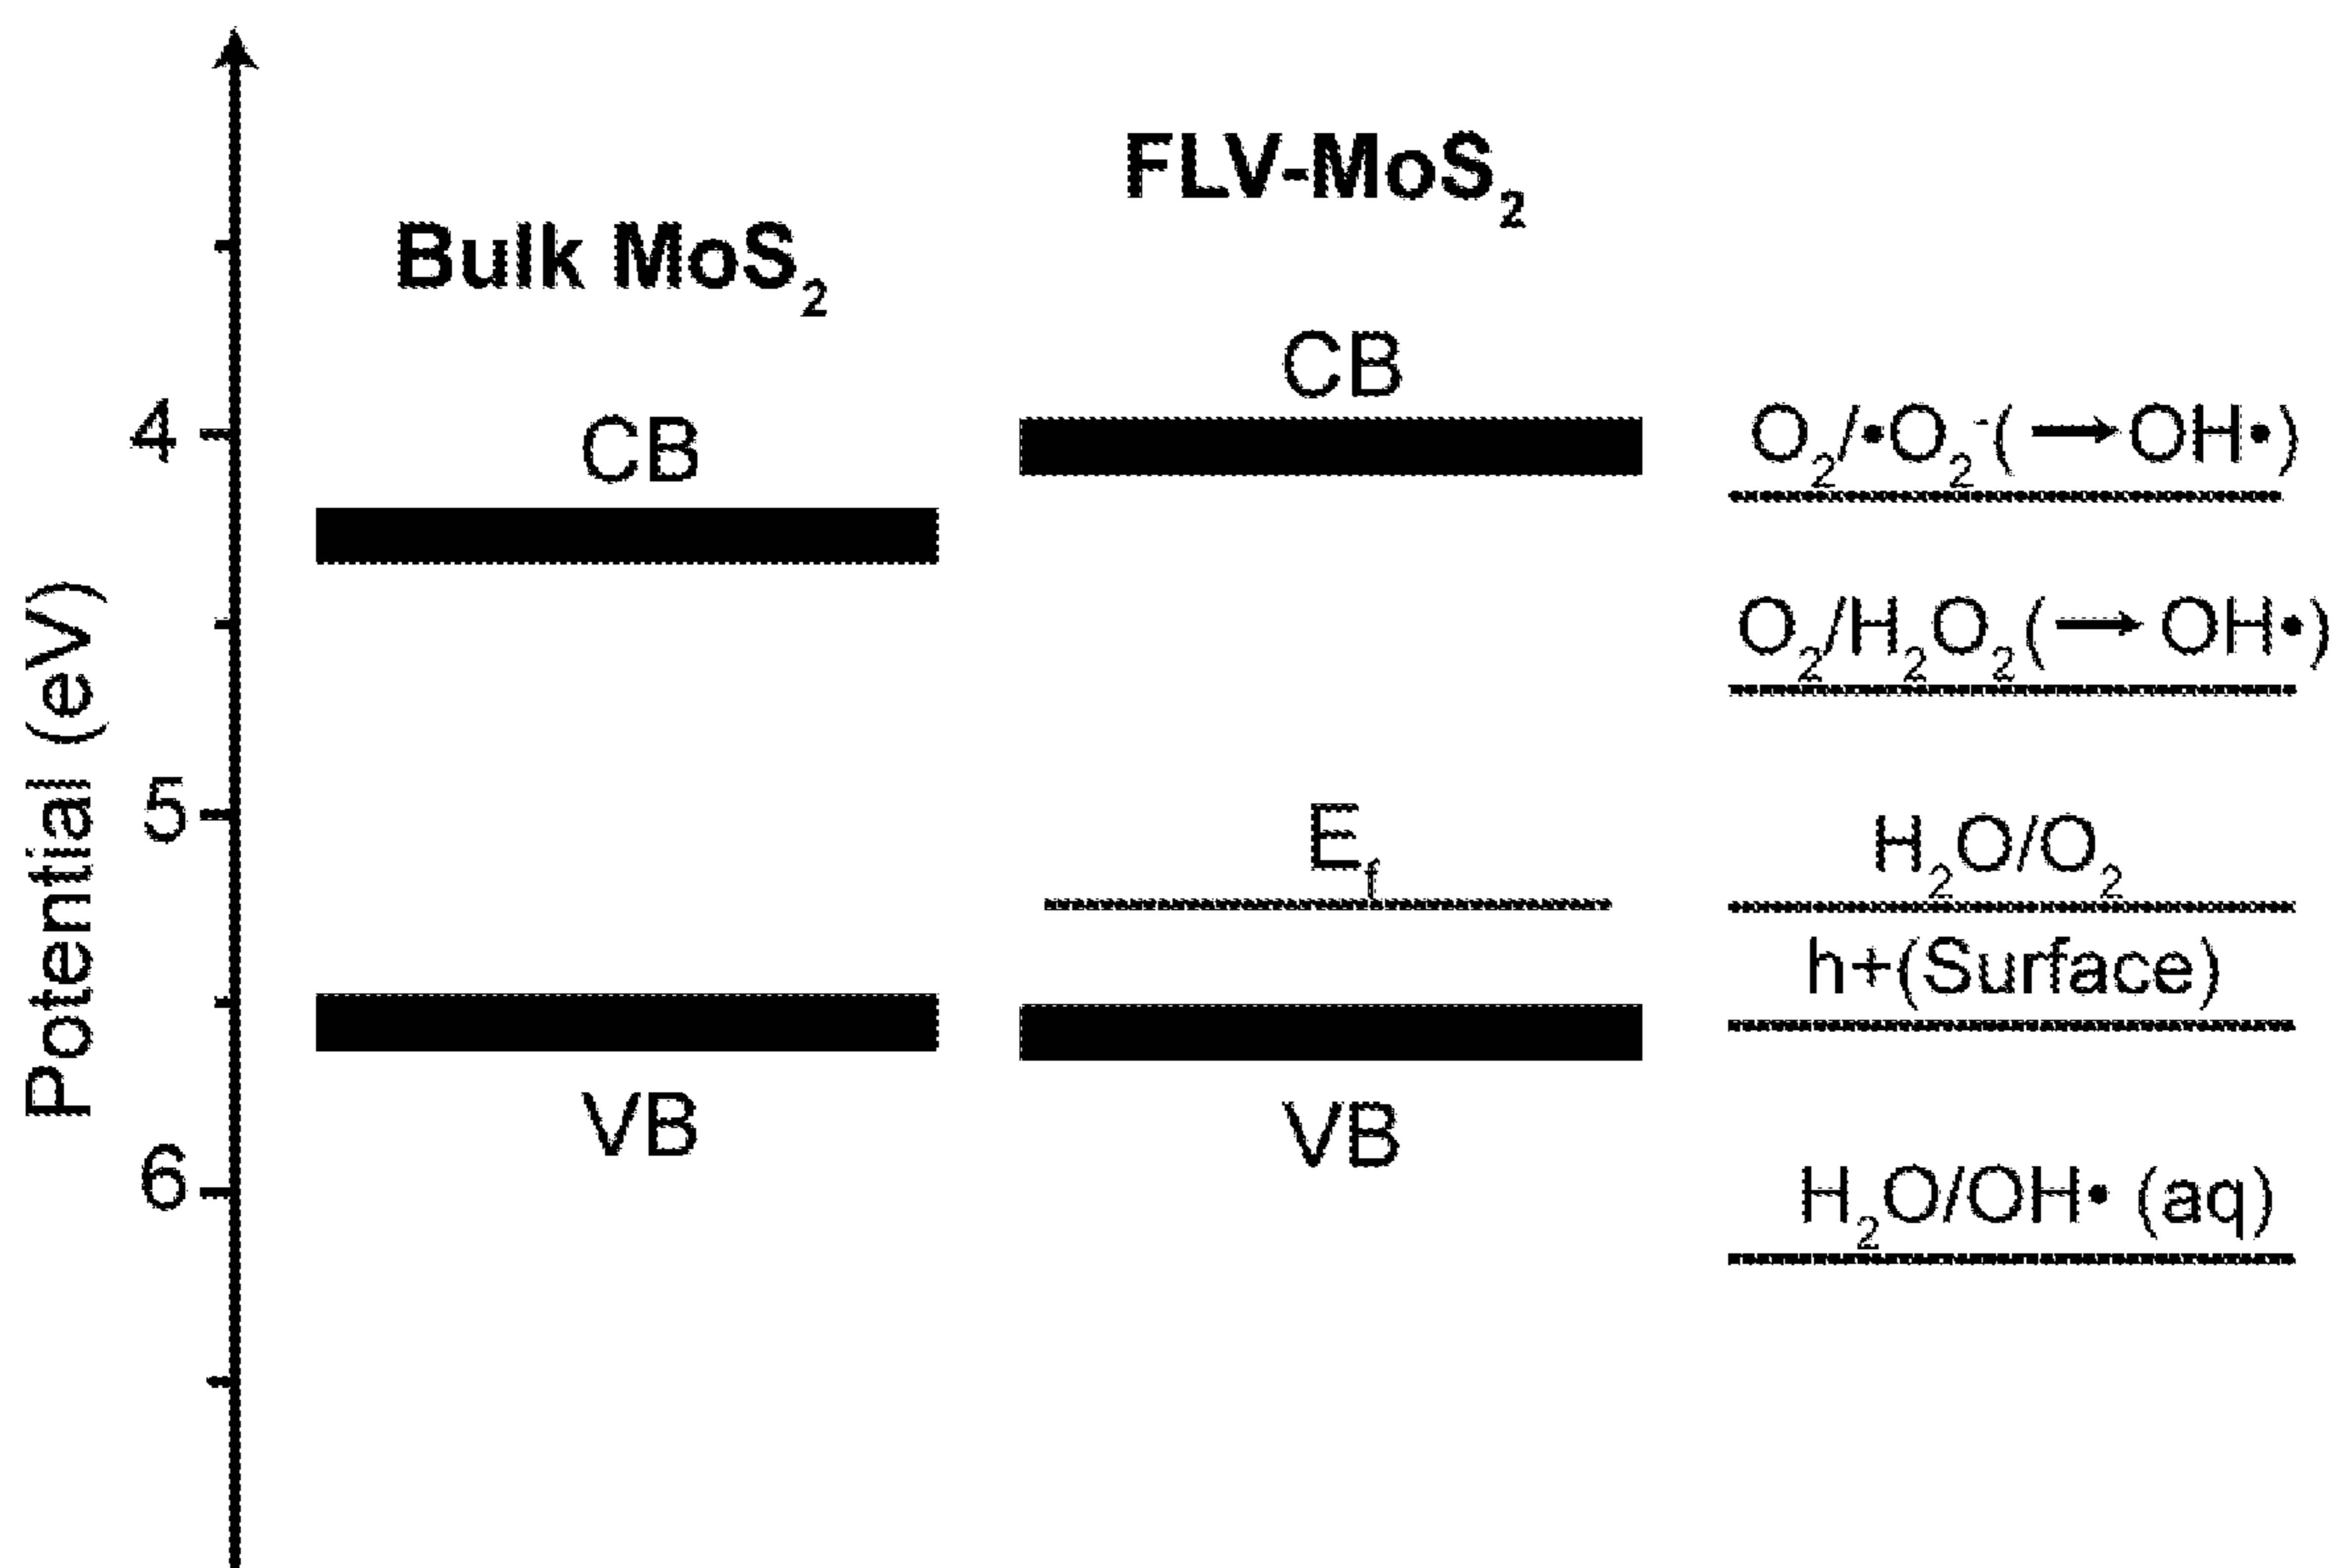 FLV-MoS₂
Bulk MoS₂
CB
CB
4
O₂/•O₂⁻(→OH•)
O₂/H₂O₂(→ OH•)
Potential (eV)
5
E_f
H₂O/O₂
h+(Surface)
VB
VB
6
H₂O/OH• (aq)